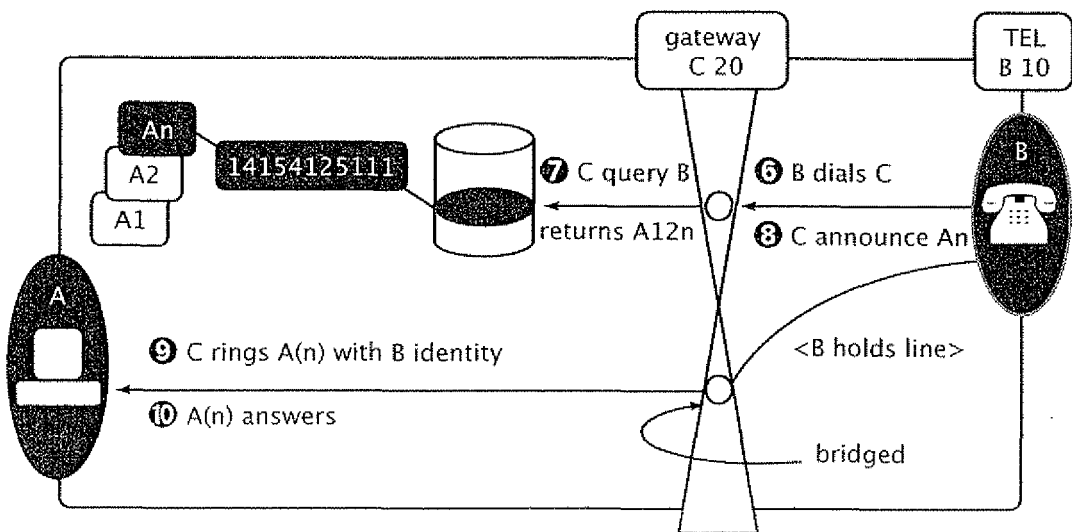 gateway
C 20
TEL
B 10
An
A2
A1
14154125111
❼ C query B
returns A12n
❻ B dials C
❽ C announce An
B
A
❾ C rings A(n) with B identity
❿ A(n) answers
<B holds line>
bridged